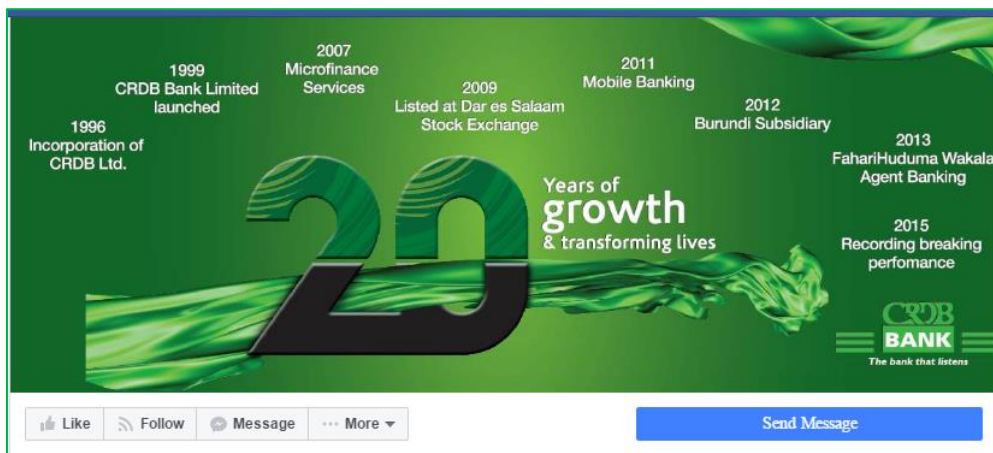 1996
Incorporation of
CRDB Ltd.
1999
CRDB Bank Limited
launched
2007
Microfinance
Services
2009
Listed at Dar es Salaam
Stock Exchange
2011
Mobile Banking
2012
Burundi Subsidiary
2013
FahariHuduma Wakala
Agent Banking
2015
Recording breaking
perfomance
20
Years of
growth
& transforming lives
CRDB
BANK
The bank that listens
Like
Follow
Message
More
Send Message